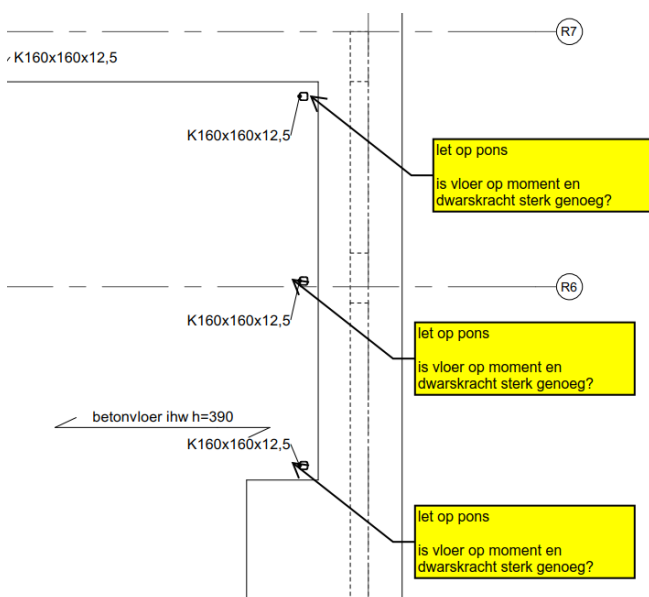 R7
K160x160x12,5
K160x160x12,5
let op pons
is vloer op moment en
dwarskracht sterk genoeg?
R6
K160x160x12,5
let op pons
is vloer op moment en
dwarskracht sterk genoeg?
betonvloer ihw h=390
K160x160x12,5
let op pons
is vloer op moment en
dwarskracht sterk genoeg?